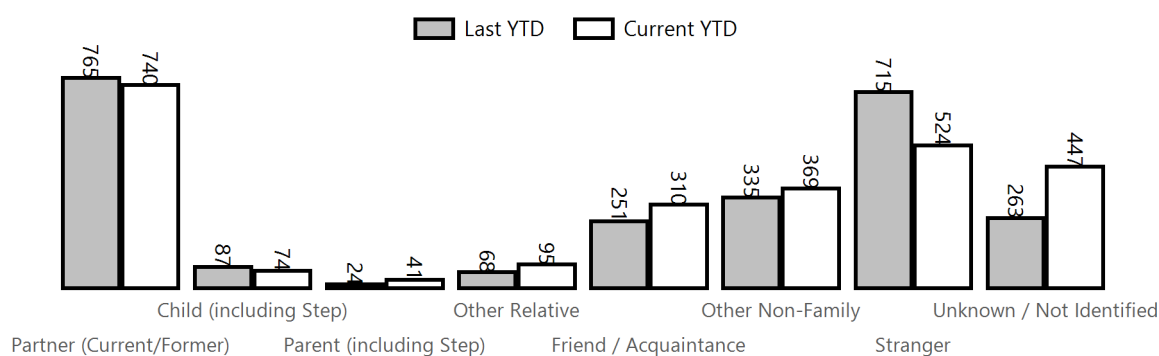 Last YTD Current YTD
765 740 87 74 24 41 68 95 251 310 335 369 715 524 263 447
Child (including Step) Other Relative Other Non-Family Unknown / Not Identified
Partner (Current/Former) Parent (including Step) Friend / Acquaintance Stranger